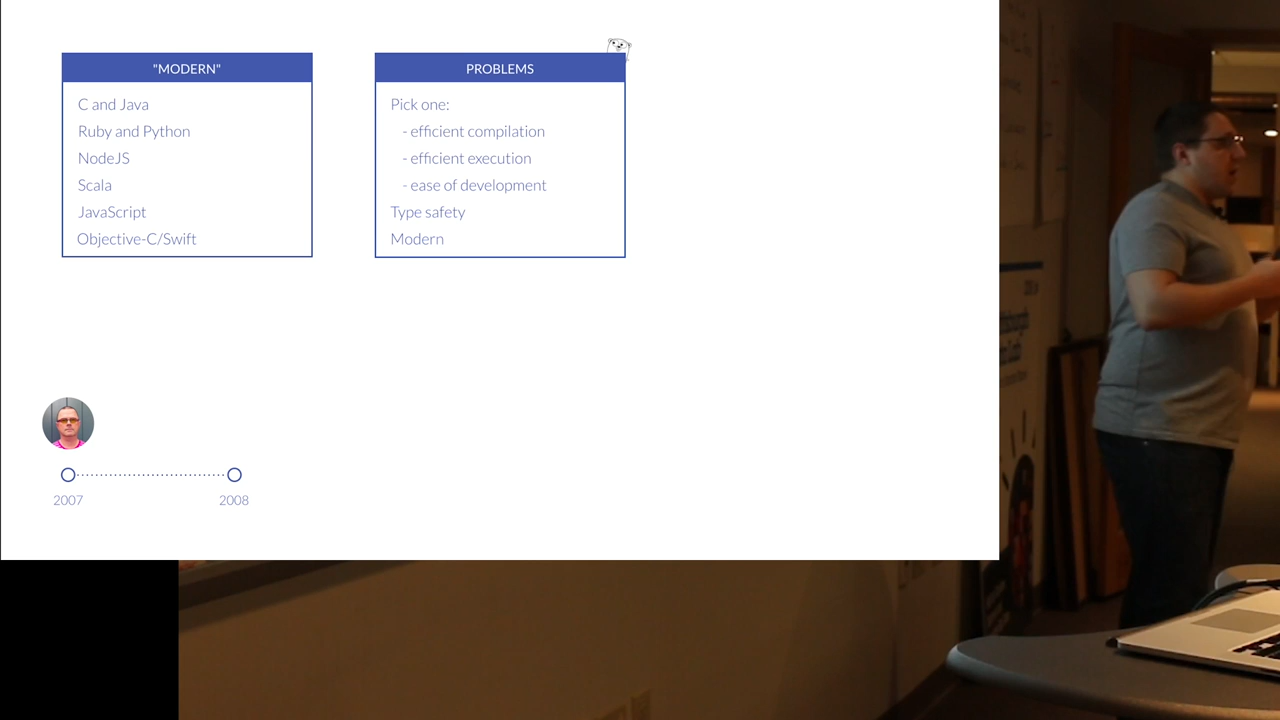 "MODERN"
C and Java
Ruby and Python
NodeJS
Scala
JavaScript
Objective-C/Swift
PROBLEMS
Pick one:
- efficient compilation
- efficient execution
- ease of development
Type safety
Modern
2007
2008